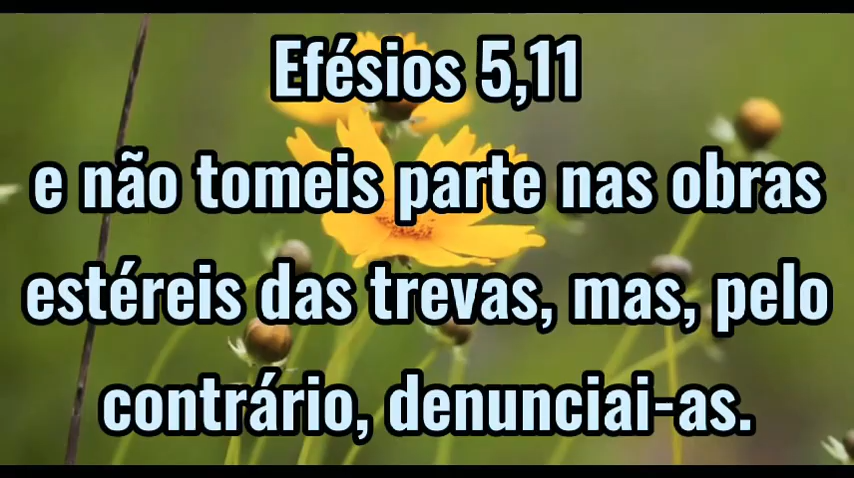 Efésios 5,11
e não tomeis parte nas obras
estéreis das trevas, mas, pelo
contrário, denunciai-as.